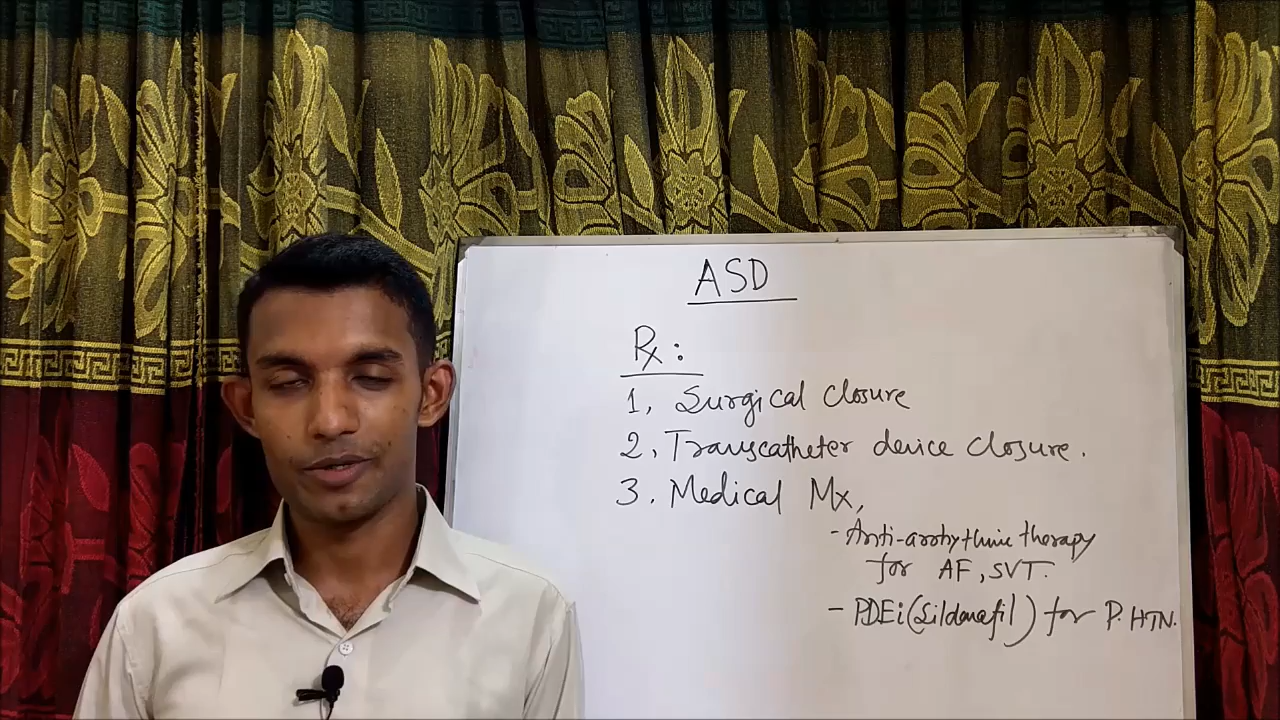 ASD
Rx:
1, Surgical closure
2. Transcatheter device closure.
3. Medical Mx,
- Anti-arrhythmic therapy
for AF, SVT.
- PDEi (Sildenafil) for P. HTN.